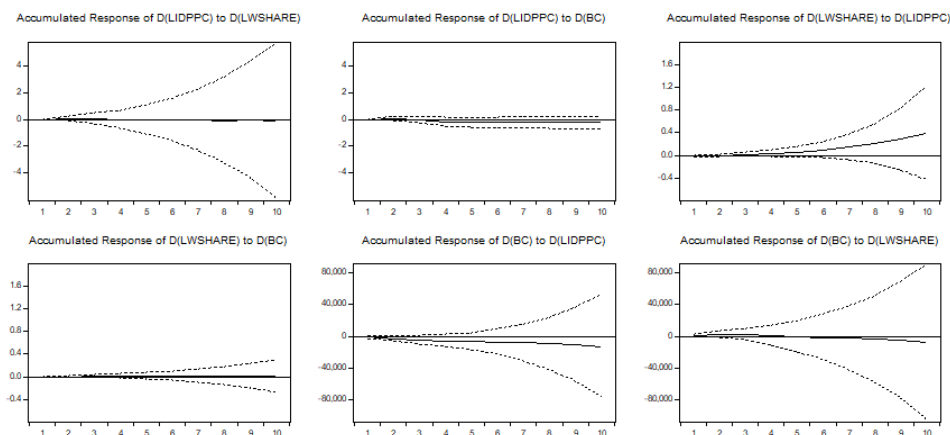 Accumulated Response of D(LIDPPC) to D(LWSHARE)
4
2
0
-2
-4
1 2 3 4 5 6 7 8 9 10
Accumulated Response of D(LIDPPC) to D(BC)
4
2
0
-2
-4
1 2 3 4 5 6 7 8 9 10
Accumulated Response of D(LWSHARE) to D(LIDPPC)
1.6
1.2
0.8
0.4
0.0
-0.4
1 2 3 4 5 6 7 8 9 10
Accumulated Response of D(LWSHARE) to D(BC)
1.6
1.2
0.8
0.4
0.0
-0.4
1 2 3 4 5 6 7 8 9 10
Accumulated Response of D(BC) to D(LIDPPC)
80,000
40,000
0
-40,000
-80,000
1 2 3 4 5 6 7 8 9 10
Accumulated Response of D(BC) to D(LWSHARE)
80,000
40,000
0
-40,000
-80,000
1 2 3 4 5 6 7 8 9 10